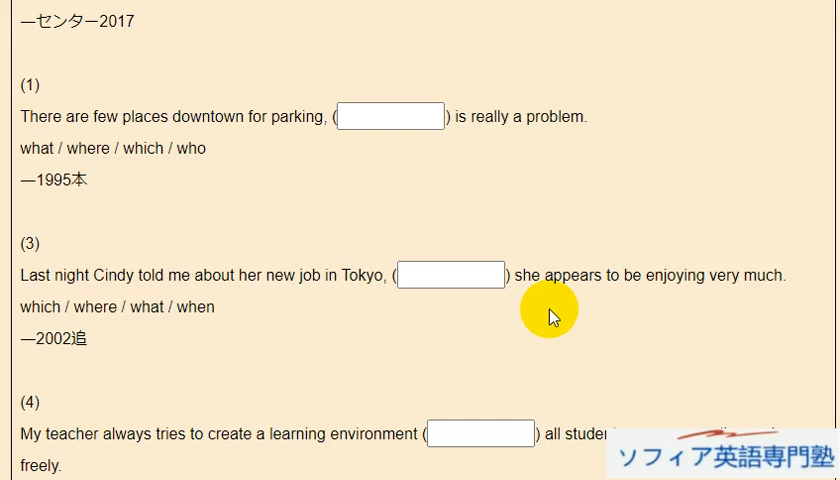 —センター2017
(1)
There are few places downtown for parking, ( ) is really a problem.
what / where / which / who
—1995本
(3)
Last night Cindy told me about her new job in Tokyo, ( ) she appears to be enjoying very much.
which / where / what / when
—2002追
(4)
My teacher always tries to create a learning environment ( ) all
freely.
ソフィア英語専門塾